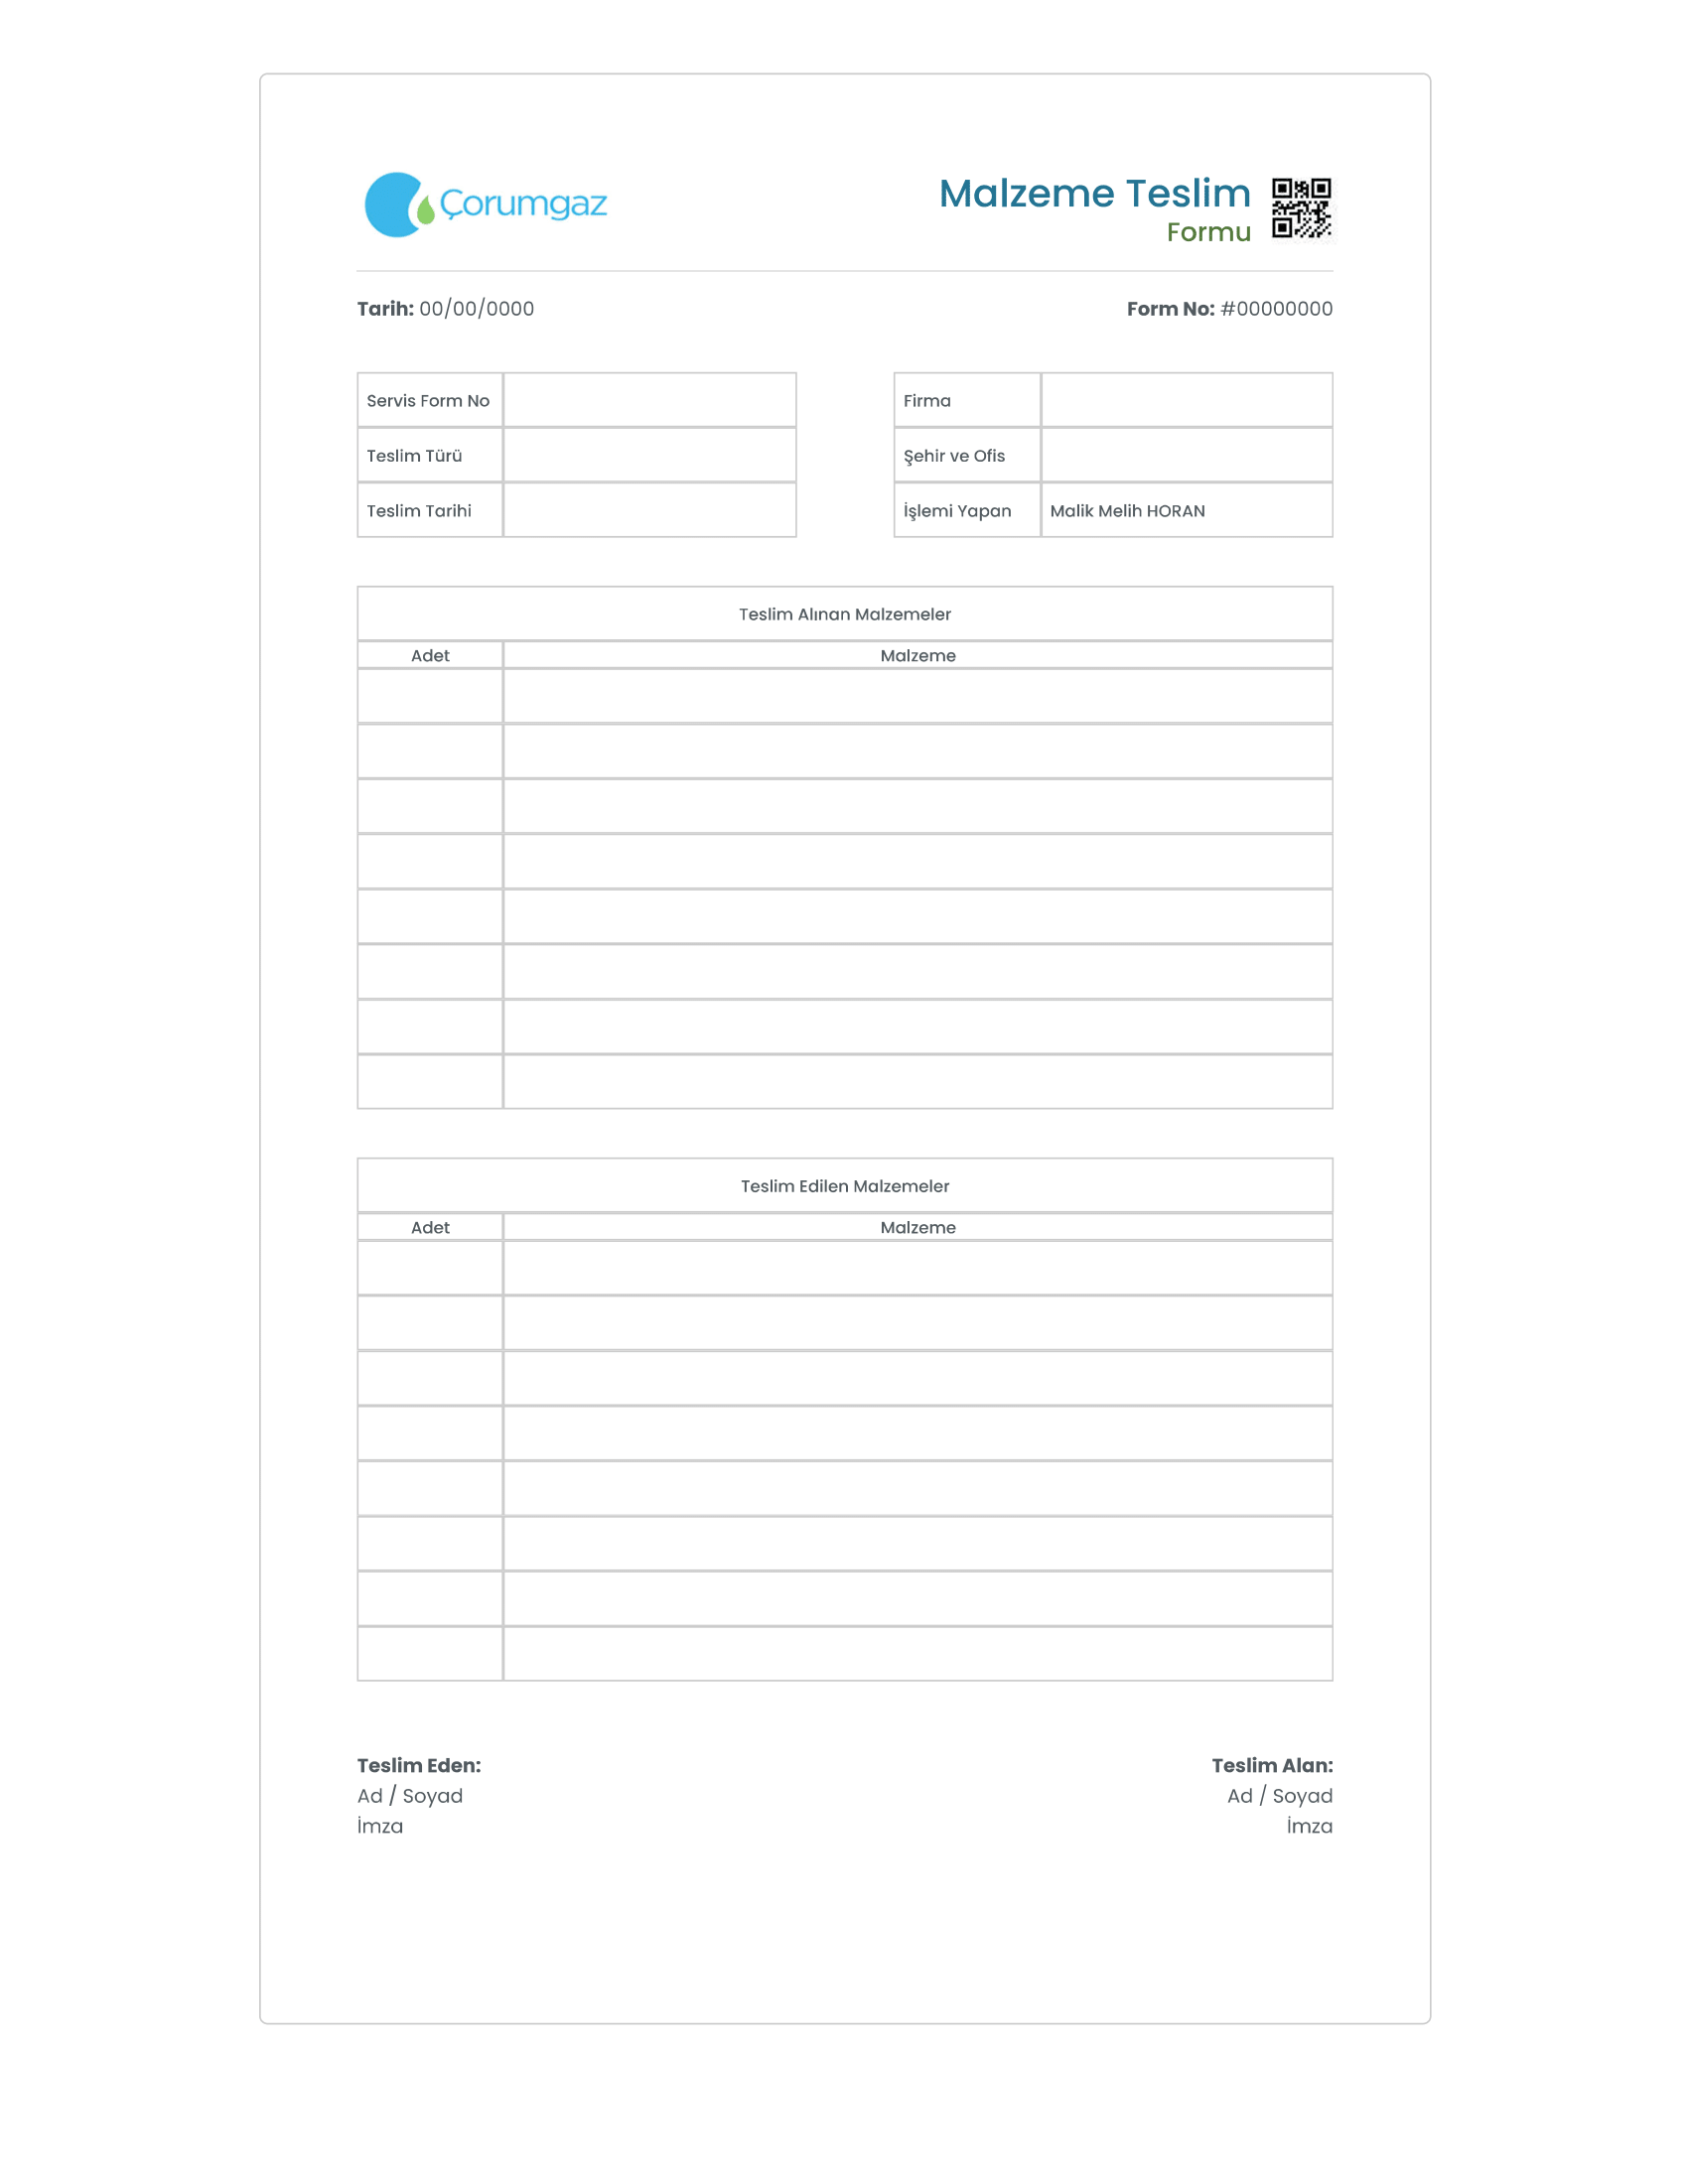 Çorumgaz
Malzeme Teslim
Formu
Tarih: 00/00/0000
Form No: #00000000
Servis Form No
Teslim Türü
Teslim Tarihi
Firma
Şehir ve Ofis
İşlemi Yapan Malik Melih HORAN
Teslim Alınan Malzemeler
Adet Malzeme
Teslim Edilen Malzemeler
Adet Malzeme
Teslim Eden:
Ad / Soyad
İmza
Teslim Alan:
Ad / Soyad
İmza